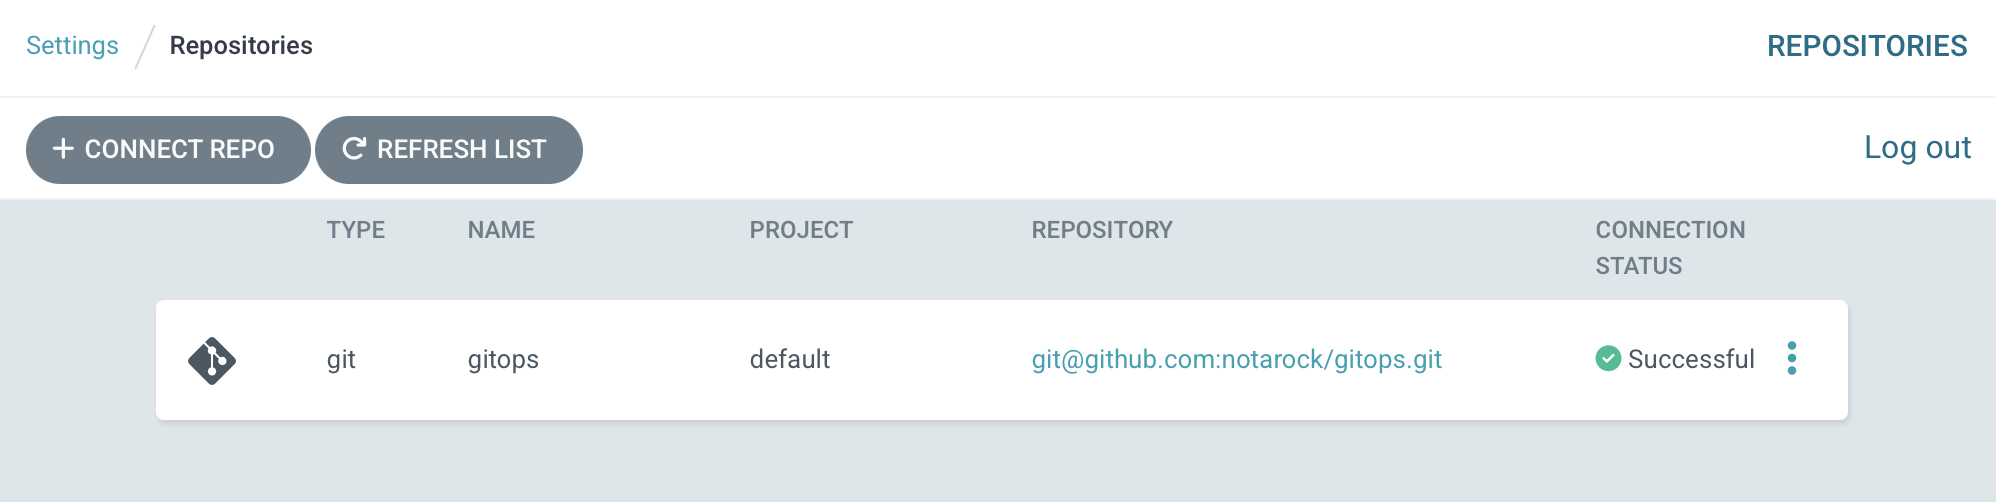 Settings / Repositories
REPOSITORIES
CONNECT REPO
REFRESH LIST
Log out
TYPE NAME PROJECT REPOSITORY CONNECTION STATUS
git gitops default git@github.com:notarock/gitops.git Successful